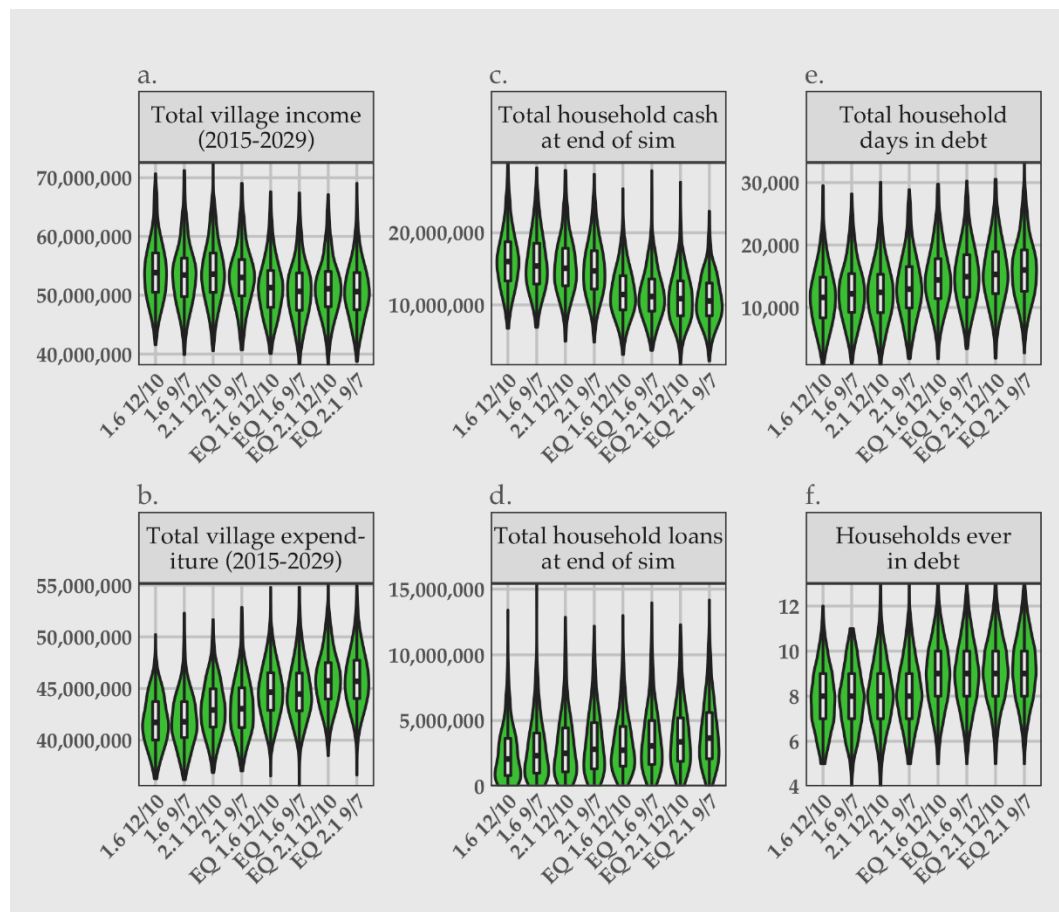 a.
Total village income
(2015-2029)
70,000,000
60,000,000
50,000,000
40,000,000
1.6 12/10
1.6 9/7
2.1 12/10
2.1 9/7
EQ 1.6 12/10
EQ 1.6 9/7
EQ 2.1 12/10
EQ 2.1 9/7
c.
Total household cash
at end of sim
20,000,000
10,000,000
1.6 12/10
1.6 9/7
2.1 12/10
2.1 9/7
EQ 1.6 12/10
EQ 1.6 9/7
EQ 2.1 12/10
EQ 2.1 9/7
e.
Total household
days in debt
30,000
20,000
10,000
1.6 12/10
1.6 9/7
2.1 12/10
2.1 9/7
EQ 1.6 12/10
EQ 1.6 9/7
EQ 2.1 12/10
EQ 2.1 9/7
b.
Total village expend-
iture (2015-2029)
55,000,000
50,000,000
45,000,000
40,000,000
1.6 12/10
1.6 9/7
2.1 12/10
2.1 9/7
EQ 1.6 12/10
EQ 1.6 9/7
EQ 2.1 12/10
EQ 2.1 9/7
d.
Total household loans
at end of sim
15,000,000
10,000,000
5,000,000
0
1.6 12/10
1.6 9/7
2.1 12/10
2.1 9/7
EQ 1.6 12/10
EQ 1.6 9/7
EQ 2.1 12/10
EQ 2.1 9/7
f.
Households ever
in debt
12
10
8
6
4
1.6 12/10
1.6 9/7
2.1 12/10
2.1 9/7
EQ 1.6 12/10
EQ 1.6 9/7
EQ 2.1 12/10
EQ 2.1 9/7